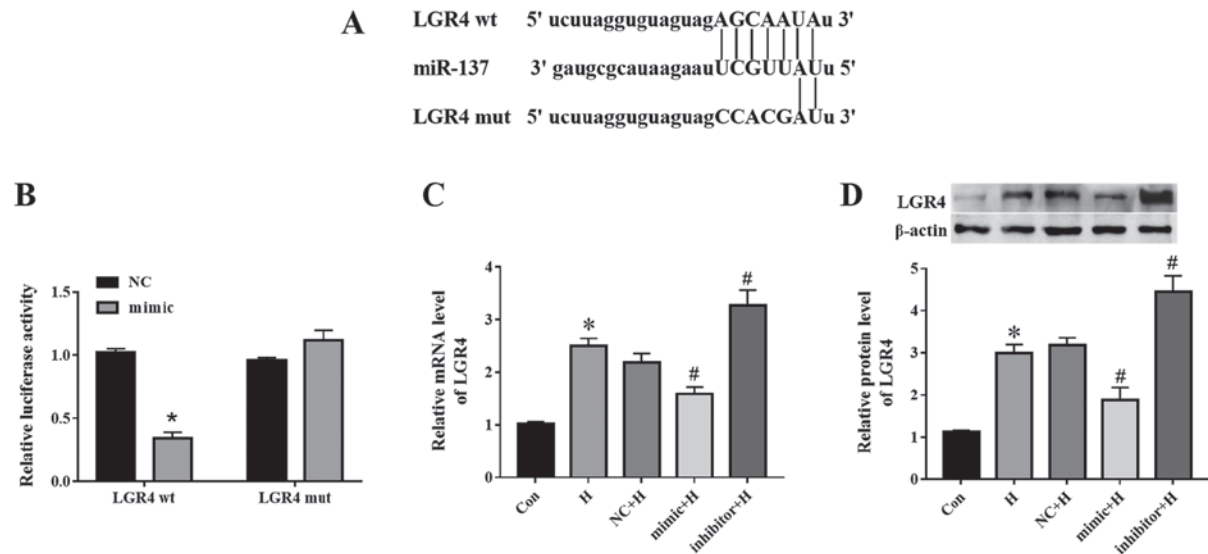 A
LGR4 wt 5' ucuuagguguaguagAGCAAUAu 3'
miR-137 3' gaugcgcauaagaauUCGUUAUu 5'
LGR4 mut 5' ucuuagguguaguagCCACGAUu 3'
B
NC
mimic
Relative luciferase activity
1.5
1.0
0.5
0.0
*
LGR4 wt
LGR4 mut
C
Relative mRNA level
of LGR4
4
3
2
1
0
*
#
#
Con
H
NC+H
mimic+H
inhibitor+H
D
LGR4
β-actin
Relative protein level
of LGR4
5
4
3
2
1
0
*
#
#
Con
H
NC+H
mimic+H
inhibitor+H